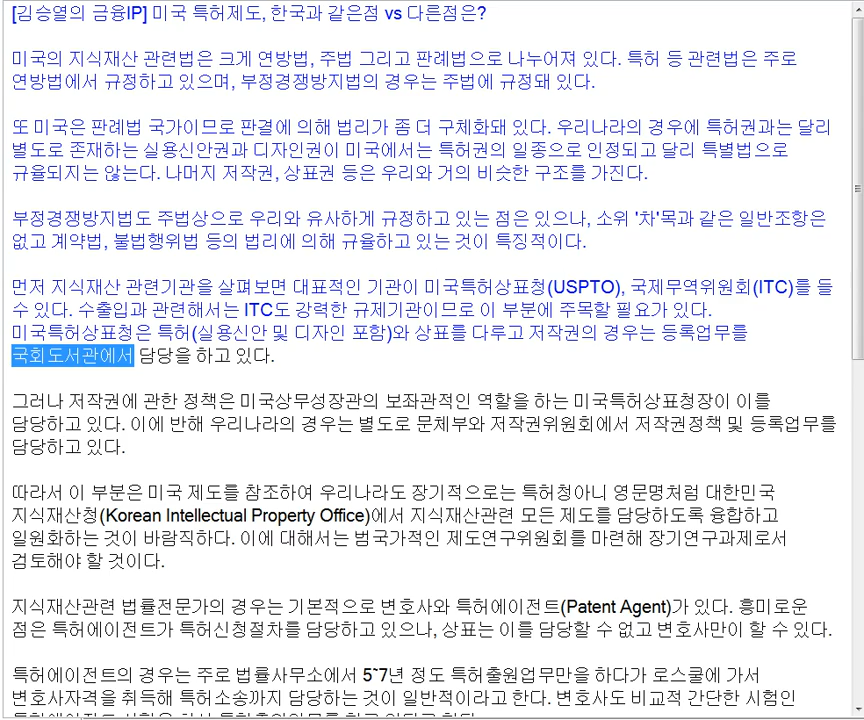 [김승열의 금융IP] 미국 특허제도, 한국과 같은점 vs 다른점은?
미국의 지식재산 관련법은 크게 연방법, 주법 그리고 판례법으로 나누어져 있다. 특허 등 관련법은 주로
연방법에서 규정하고 있으며, 부정경쟁방지법의 경우는 주법에 규정돼 있다.
또 미국은 판례법 국가이므로 판결에 의해 법리가 좀 더 구체화돼 있다. 우리나라의 경우에 특허권과는 달리
별도로 존재하는 실용신안권과 디자인권이 미국에서는 특허권의 일종으로 인정되고 달리 특별법으로
규율되지는 않는다. 나머지 저작권, 상표권 등은 우리와 거의 비슷한 구조를 가진다.
부정경쟁방지법도 주법상으로 우리와 유사하게 규정하고 있는 점은 있으나, 소위 '차'목과 같은 일반조항은
없고 계약법, 불법행위법 등의 법리에 의해 규율하고 있는 것이 특징적이다.
먼저 지식재산 관련기관을 살펴보면 대표적인 기관이 미국특허상표청(USPTO), 국제무역위원회(ITC)를 들
수 있다. 수출입과 관련해서는 ITC도 강력한 규제기관이므로 이 부분에 주목할 필요가 있다.
미국특허상표청은 특허(실용신안 및 디자인 포함)와 상표를 다루고 저작권의 경우는 등록업무를
국회도서관에서 담당을 하고 있다.
그러나 저작권에 관한 정책은 미국상무성장관의 보좌관적인 역할을 하는 미국특허상표청장이 이를
담당하고 있다. 이에 반해 우리나라의 경우는 별도로 문체부와 저작권위원회에서 저작권정책 및 등록업무를
담당하고 있다.
따라서 이 부분은 미국 제도를 참조하여 우리나라도 장기적으로는 특허청아니 영문명처럼 대한민국
지식재산청(Korean Intellectual Property Office)에서 지식재산관련 모든 제도를 담당하도록 융합하고
일원화하는 것이 바람직하다. 이에 대해서는 범국가적인 제도연구위원회를 마련해 장기연구과제로서
검토해야 할 것이다.
지식재산관련 법률전문가의 경우는 기본적으로 변호사와 특허에이전트(Patent Agent)가 있다. 흥미로운
점은 특허에이전트가 특허신청절차를 담당하고 있으나, 상표는 이를 담당할 수 없고 변호사만이 할 수 있다.
특허에이전트의 경우는 주로 법률사무소에서 5~7년 정도 특허출원업무만을 하다가 로스쿨에 가서
변호사자격을 취득해 특허소송까지 담당하는 것이 일반적이라고 한다. 변호사도 비교적 간단한 시험인